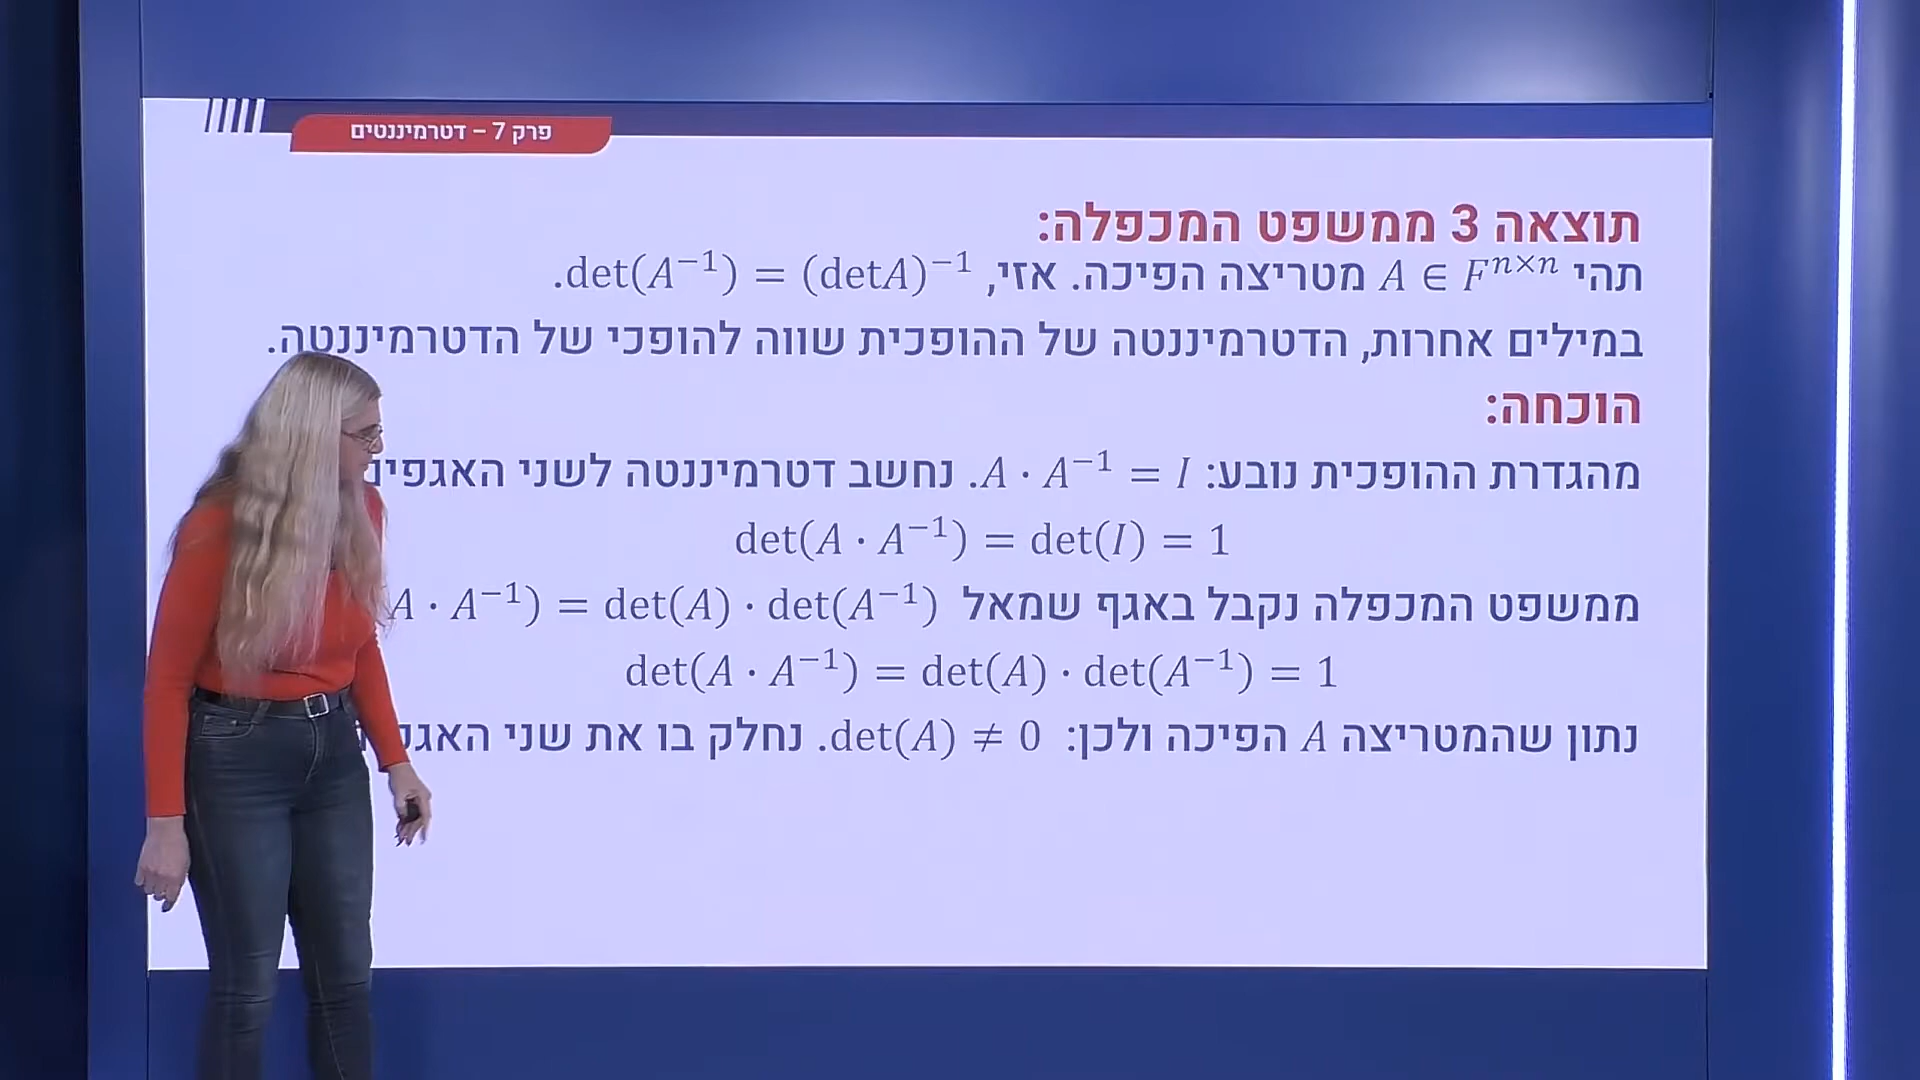 פרק 7 – דטרמיננטים
תוצאה 3 ממשפט המכפלה:
תהי A ∈ F^{n×n} מטריצה הפיכה. אזי, det(A^{-1}) = (detA)^{-1}.
במילים אחרות, הדטרמיננטה של ההופכית שווה להופכי של הדטרמיננטה.
הוכחה:
מהגדרת ההופכית נובע: A · A^{-1} = I. נחשב דטרמיננטה לשני האגפים
det(A · A^{-1}) = det(I) = 1
ממשפט המכפלה נקבל באגף שמאל A · A^{-1}) = det(A) · det(A^{-1})
det(A · A^{-1}) = det(A) · det(A^{-1}) = 1
נתון שהמטריצה A הפיכה ולכן: det(A) ≠ 0. נחלק בו את שני